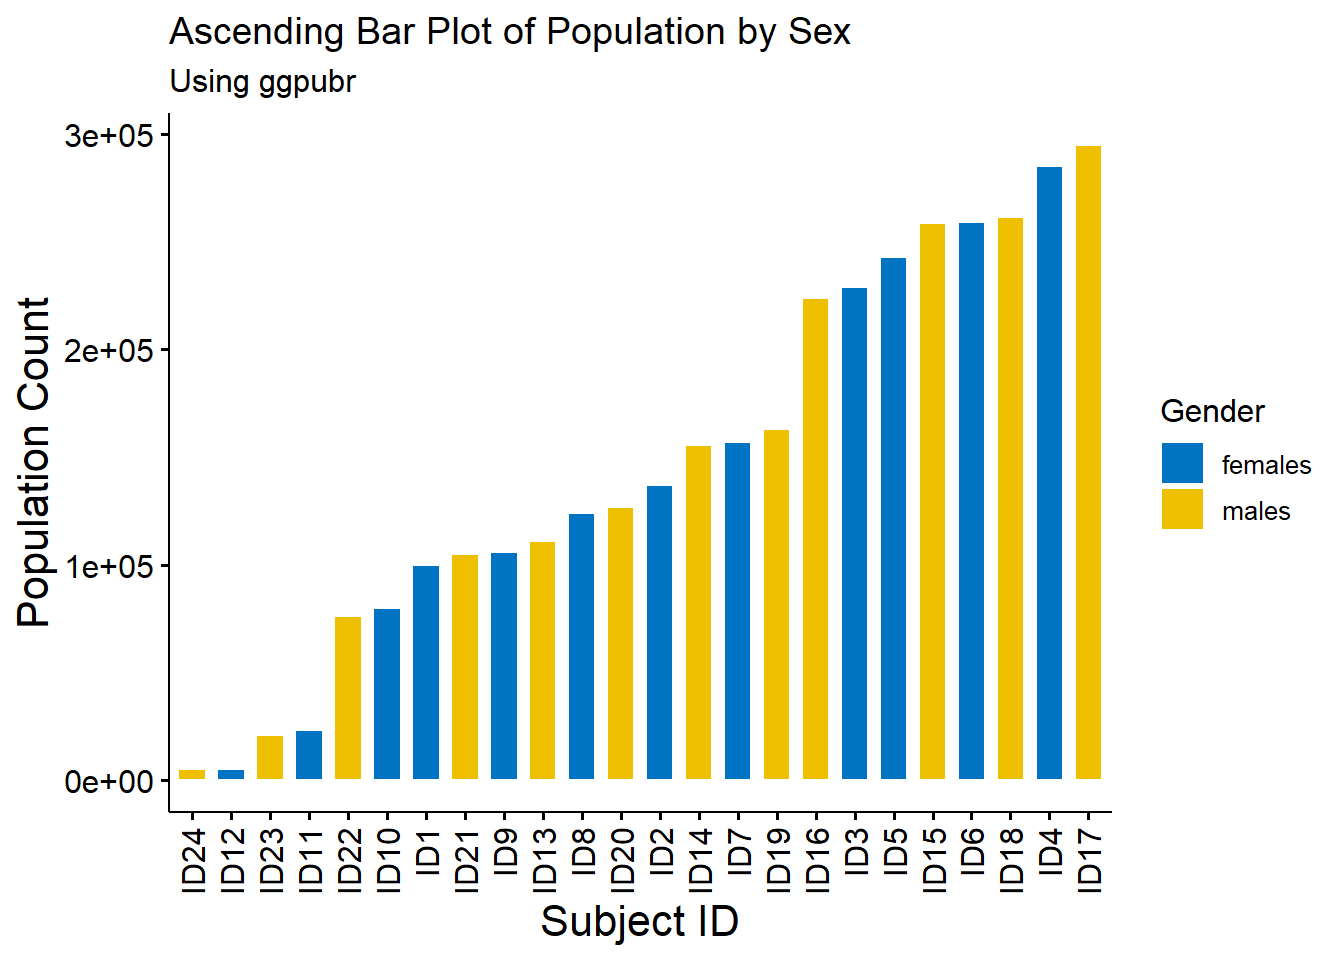 Ascending Bar Plot of Population by Sex
Using ggpubr
Population Count
3e+05
2e+05
1e+05
0e+00
ID24
ID12
ID23
ID11
ID22
ID10
ID1
ID21
ID9
ID13
ID8
ID20
ID2
ID14
ID7
ID19
ID16
ID3
ID5
ID15
ID6
ID18
ID4
ID17
Subject ID
Gender
females
males